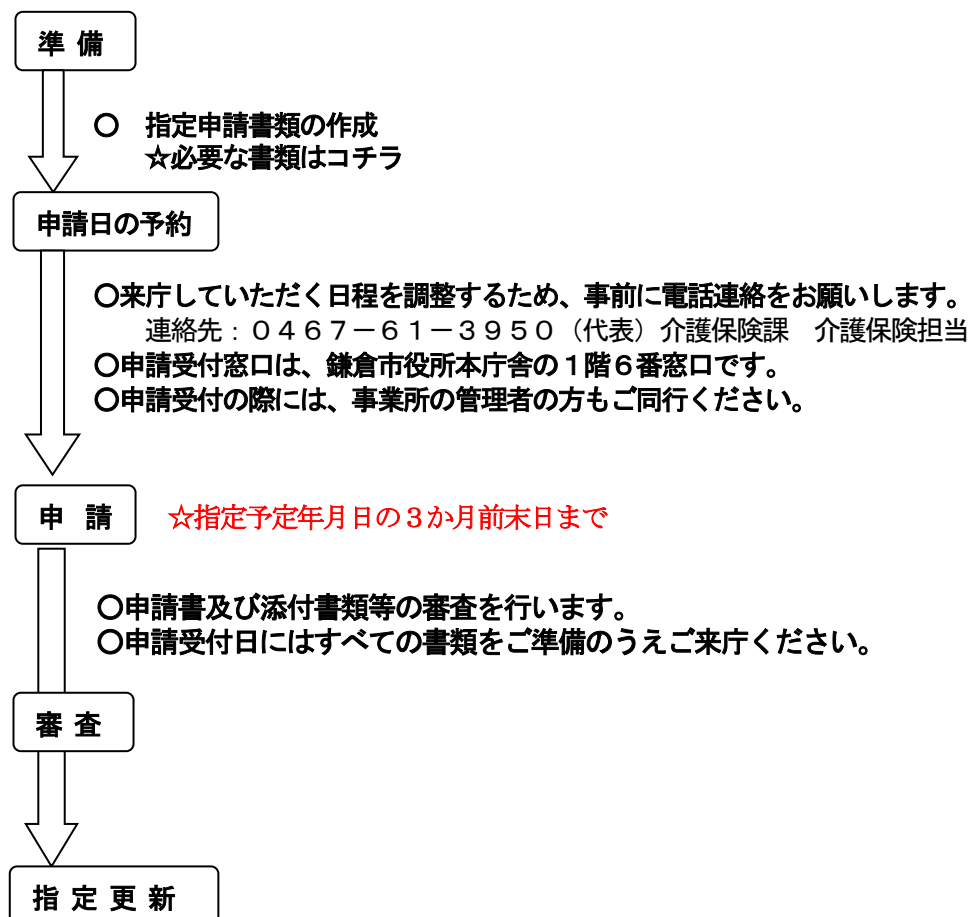 準 備
○　指定申請書類の作成
☆必要な書類はコチラ
申請日の予約
○来庁していただく日程を調整するため、事前に電話連絡をお願いします。
連絡先：０４６７－６１－３９５０（代表）介護保険課　介護保険担当
○申請受付窓口は、鎌倉市役所本庁舎の１階６番窓口です。
○申請受付の際には、事業所の管理者の方もご同行ください。
申　請　☆指定予定年月日の３か月前末日まで
○申請書及び添付書類等の審査を行います。
○申請受付日にはすべての書類をご準備のうえご来庁ください。
審 査
指 定 更 新